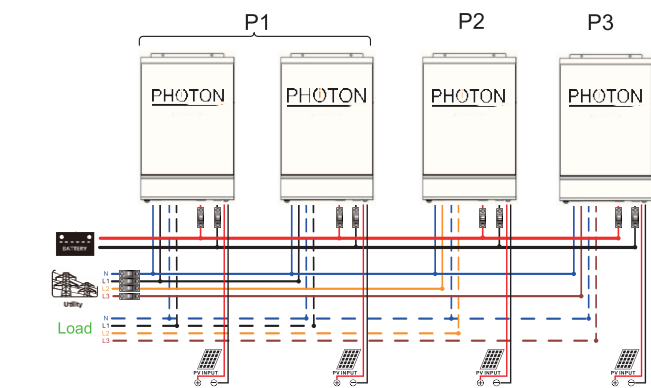 P1 P2 P3
PHOTON PHOTON PHOTON PHOTON
BATTERY
N
L1
L2
L3
Utility
Load
N
L1
L2
L3
PV INPUT PV INPUT PV INPUT PV INPUT